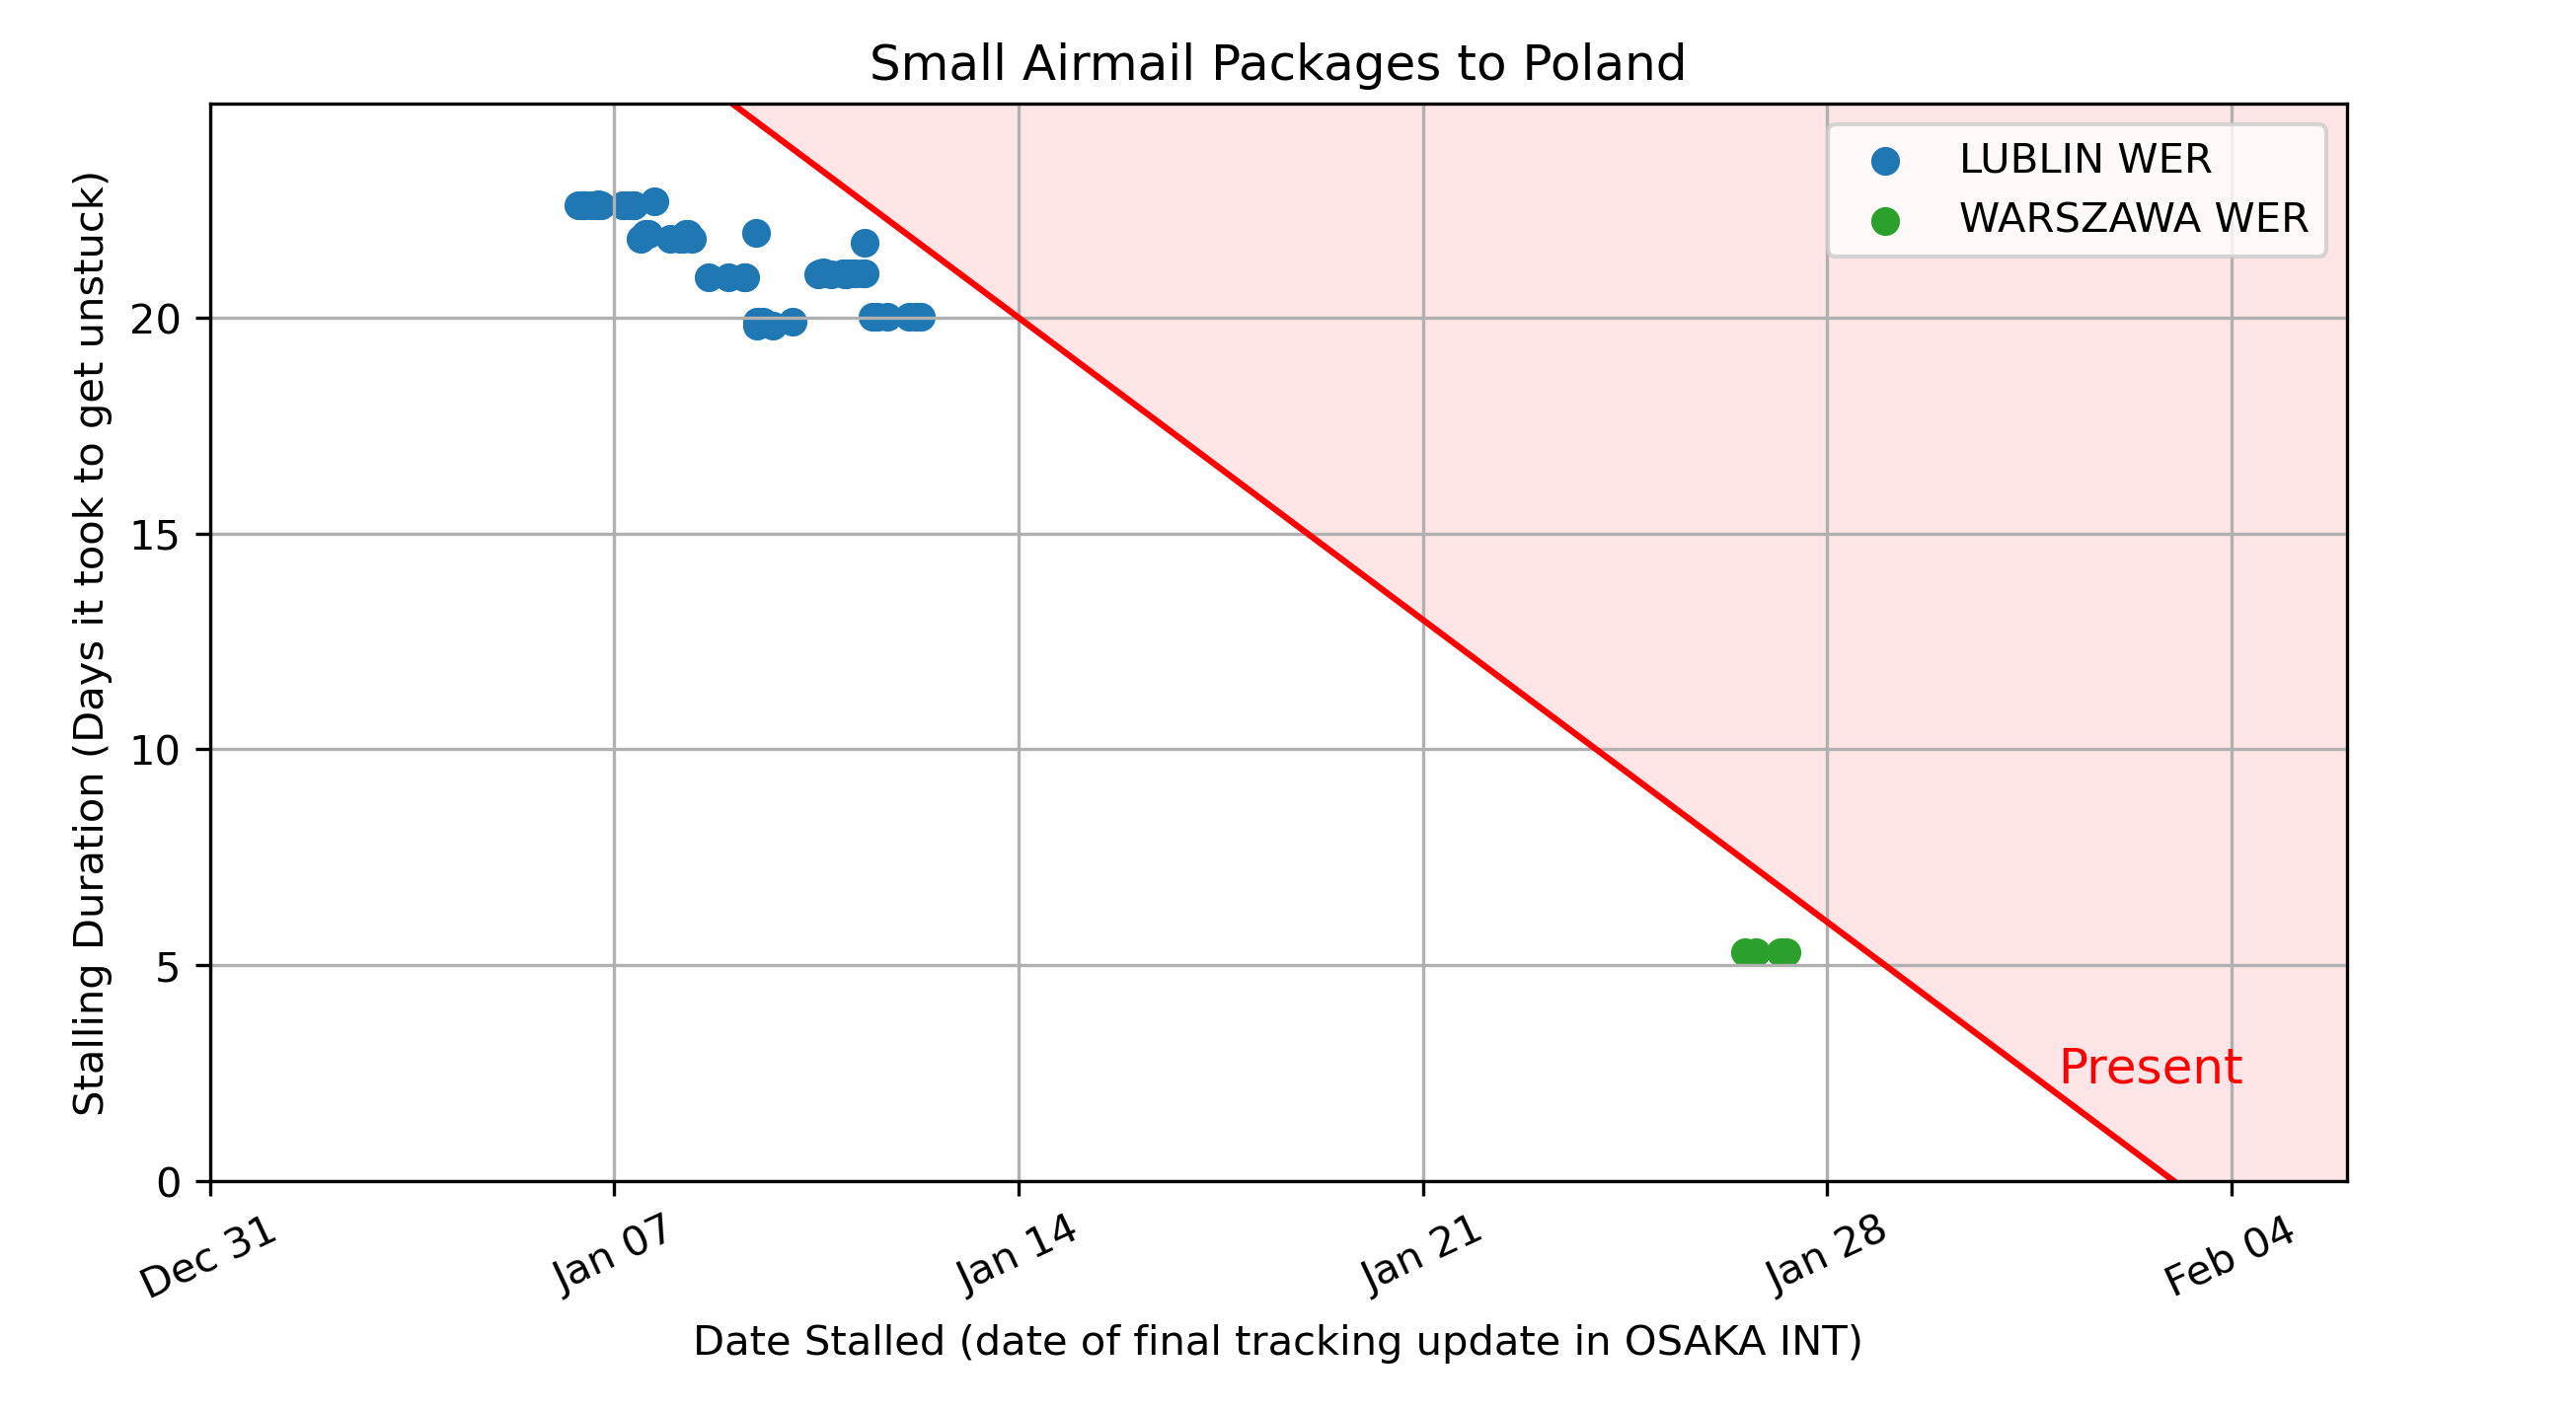 Small Airmail Packages to Poland
LUBLIN WER
WARSZAWA WER
Stalling Duration (Days it took to get unstuck)
20
15
10
5
0
Present
Dec 31
Jan 07
Jan 14
Jan 21
Jan 28
Feb 04
Date Stalled (date of final tracking update in OSAKA INT)